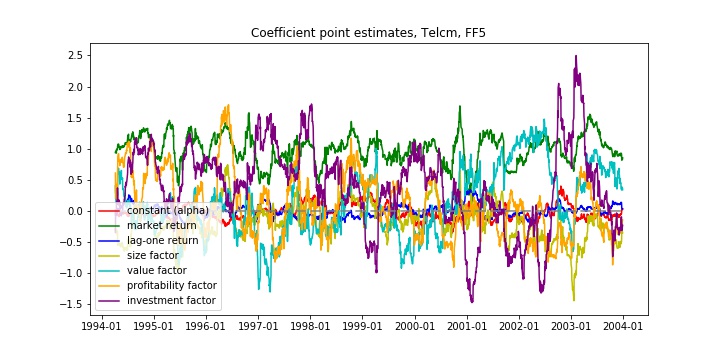 Coefficient point estimates, Telcm, FF5
2.5
2.0
1.5
1.0
0.5
0.0
−0.5
−1.0
−1.5
constant (alpha)
market return
lag-one return
size factor
value factor
profitability factor
investment factor
1994-01 1995-01 1996-01 1997-01 1998-01 1999-01 2000-01 2001-01 2002-01 2003-01 2004-01